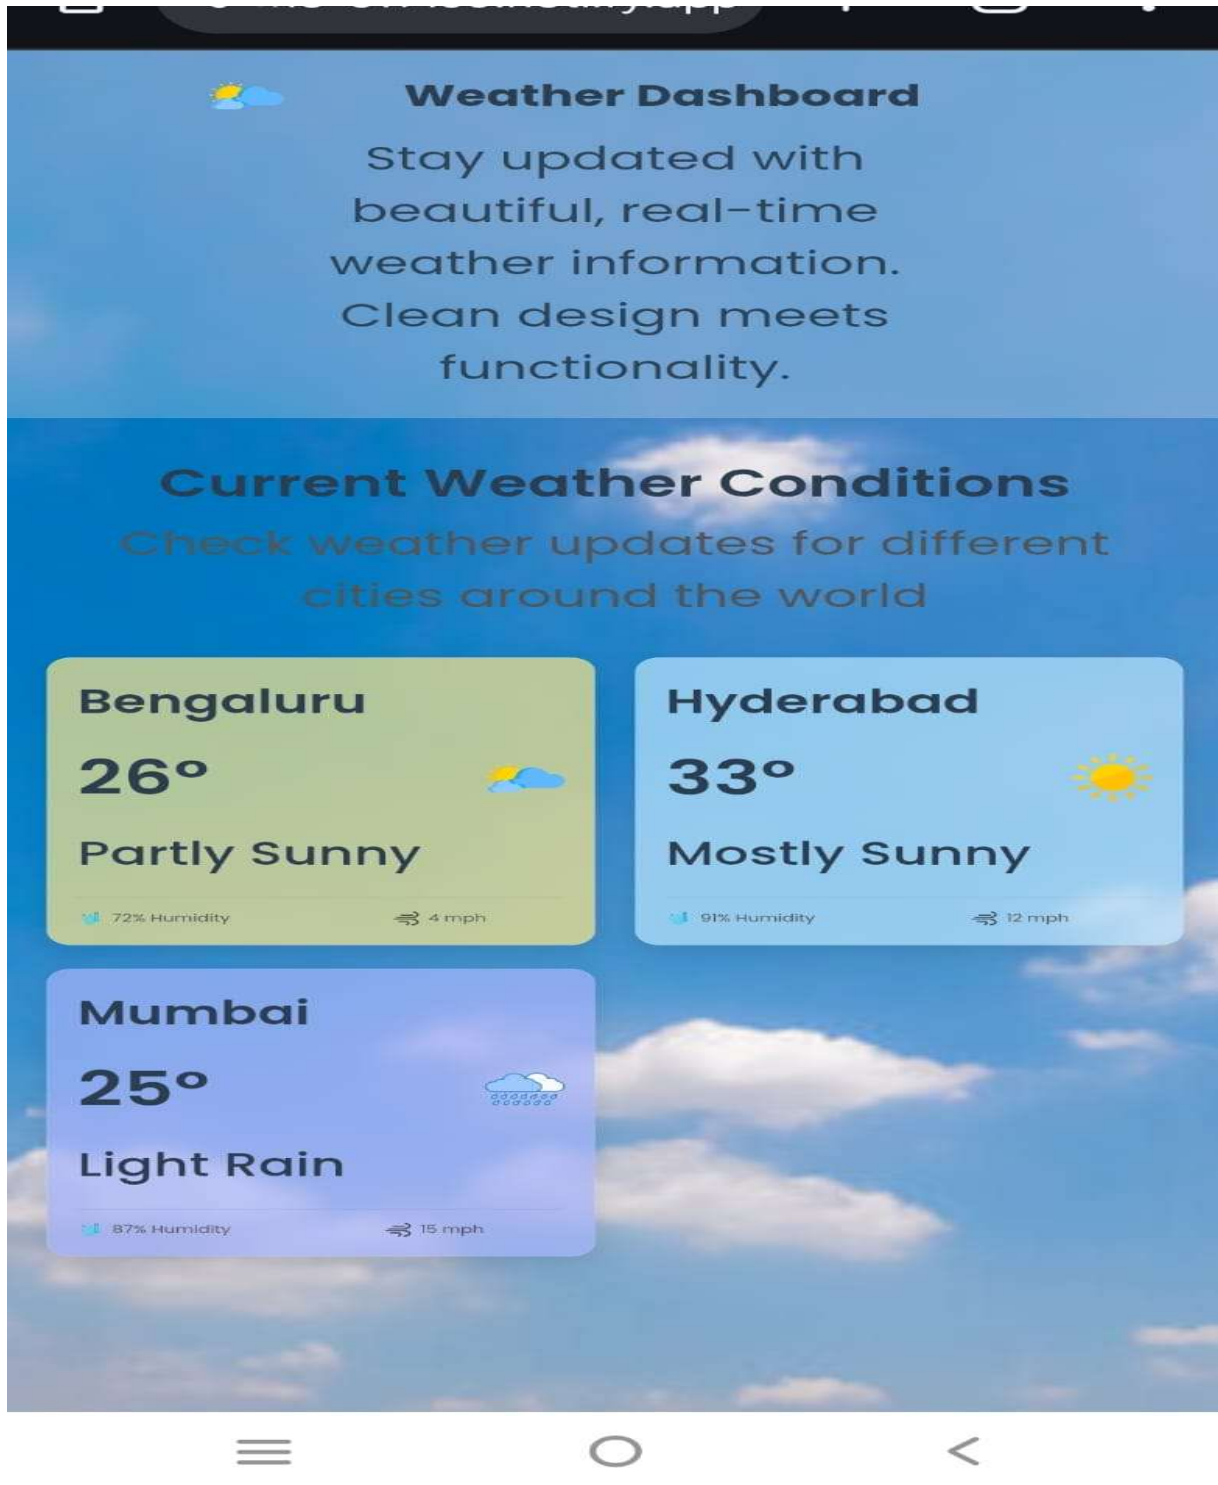 Weather Dashboard
Stay updated with
beautiful, real-time
weather information.
Clean design meets
functionality.
Current Weather Conditions
Check weather updates for different
cities around the world
Bengaluru
26°
Partly Sunny
72% Humidity 4 mph
Hyderabad
33°
Mostly Sunny
91% Humidity 12 mph
Mumbai
25°
Light Rain
87% Humidity 15 mph